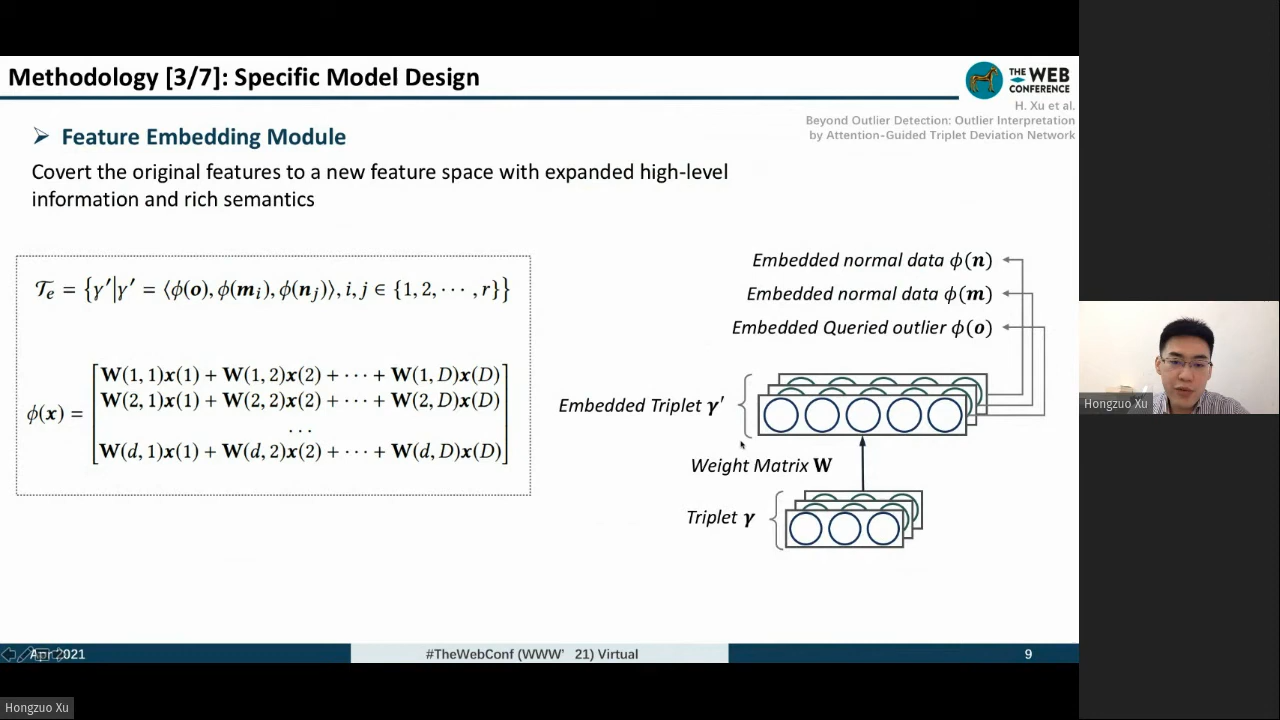 Methodology [3/7]: Specific Model Design
THE WEB
CONFERENCE
H. Xu et al.
Beyond Outlier Detection: Outlier Interpretation
by Attention-Guided Triplet Deviation Network
➢ Feature Embedding Module
Covert the original features to a new feature space with expanded high-level
information and rich semantics
𝒯e = {γ′|γ′ = ⟨ϕ(o), ϕ(mi), ϕ(nj)⟩, i, j ∈ {1, 2, ⋯ , r}}
ϕ(x) =
W(1, 1)x(1) + W(1, 2)x(2) + ⋯ + W(1, D)x(D)
W(2, 1)x(1) + W(2, 2)x(2) + ⋯ + W(2, D)x(D)
...
W(d, 1)x(1) + W(d, 2)x(2) + ⋯ + W(d, D)x(D)
Embedded normal data ϕ(n)
Embedded normal data ϕ(m)
Embedded Queried outlier ϕ(o)
Embedded Triplet γ′
Weight Matrix W
Triplet γ
Apr 2021
#TheWebConf (WWW' 21) Virtual
9
Hongzuo Xu
Hongzuo Xu